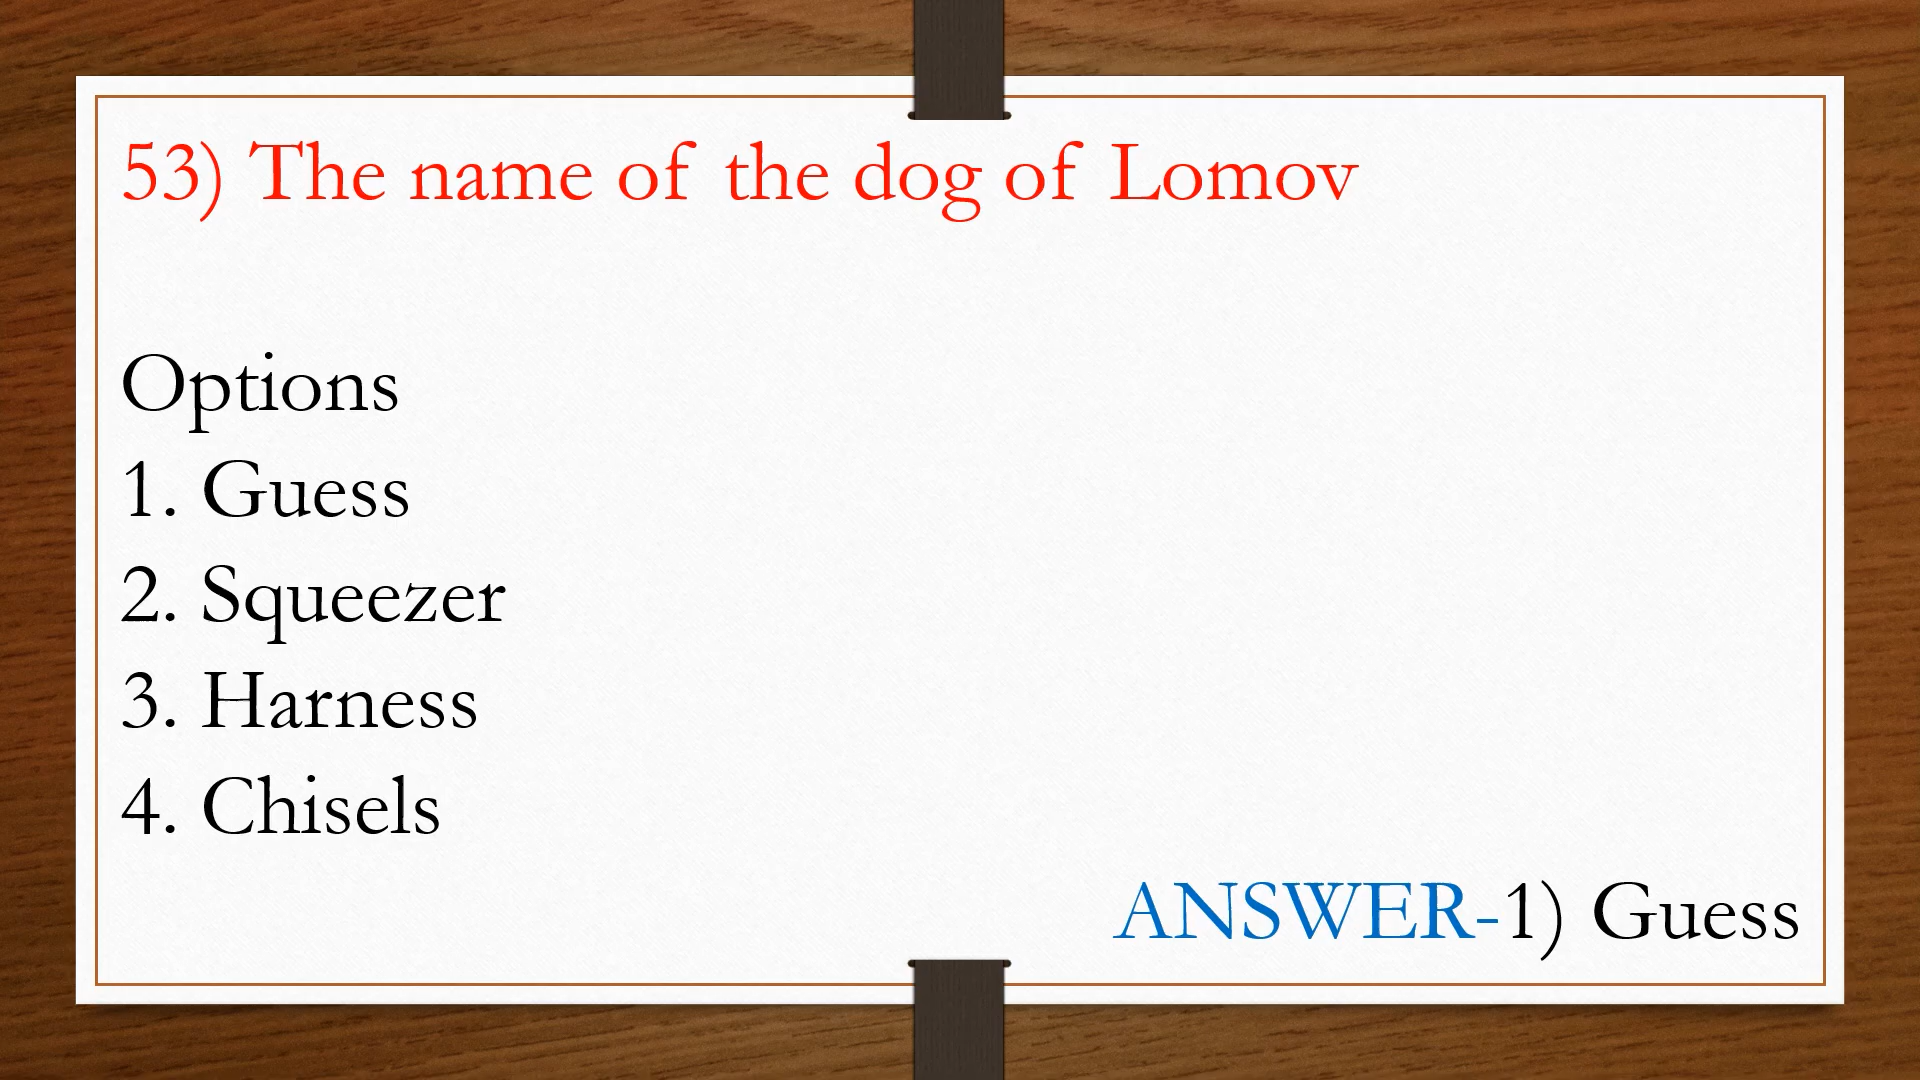 53) The name of the dog of Lomov
Options
1. Guess
2. Squeezer
3. Harness
4. Chisels
ANSWER-1) Guess